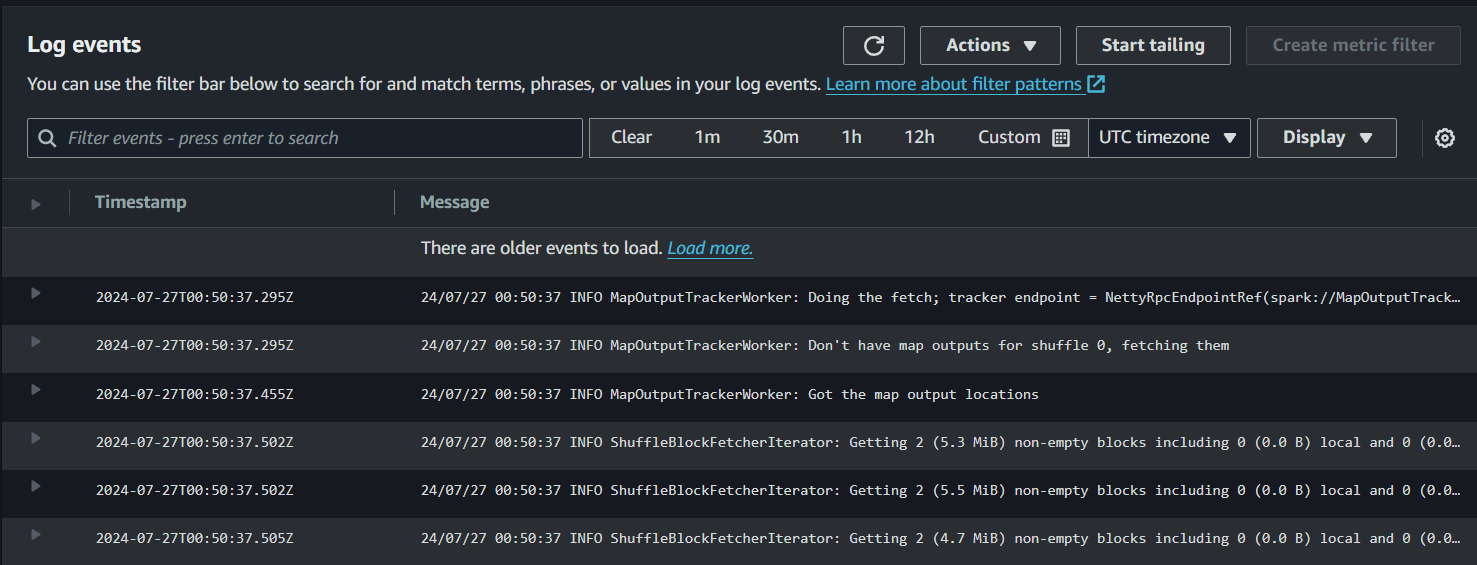 Log events
Actions
Start tailing
Create metric filter
You can use the filter bar below to search for and match terms, phrases, or values in your log events. Learn more about filter patterns
Filter events - press enter to search
Clear 1m 30m 1h 12h Custom
UTC timezone
Display
Timestamp Message
There are older events to load. Load more.
2024-07-27T00:50:37.295Z 24/07/27 00:50:37 INFO MapOutputTrackerWorker: Doing the fetch; tracker endpoint = NettyRpcEndpointRef(spark://MapOutputTrack…
2024-07-27T00:50:37.295Z 24/07/27 00:50:37 INFO MapOutputTrackerWorker: Don't have map outputs for shuffle 0, fetching them
2024-07-27T00:50:37.455Z 24/07/27 00:50:37 INFO MapOutputTrackerWorker: Got the map output locations
2024-07-27T00:50:37.502Z 24/07/27 00:50:37 INFO ShuffleBlockFetcherIterator: Getting 2 (5.3 MiB) non-empty blocks including 0 (0.0 B) local and 0 (0.0…
2024-07-27T00:50:37.502Z 24/07/27 00:50:37 INFO ShuffleBlockFetcherIterator: Getting 2 (5.5 MiB) non-empty blocks including 0 (0.0 B) local and 0 (0.0…
2024-07-27T00:50:37.505Z 24/07/27 00:50:37 INFO ShuffleBlockFetcherIterator: Getting 2 (4.7 MiB) non-empty blocks including 0 (0.0 B) local and 0 (0.0…